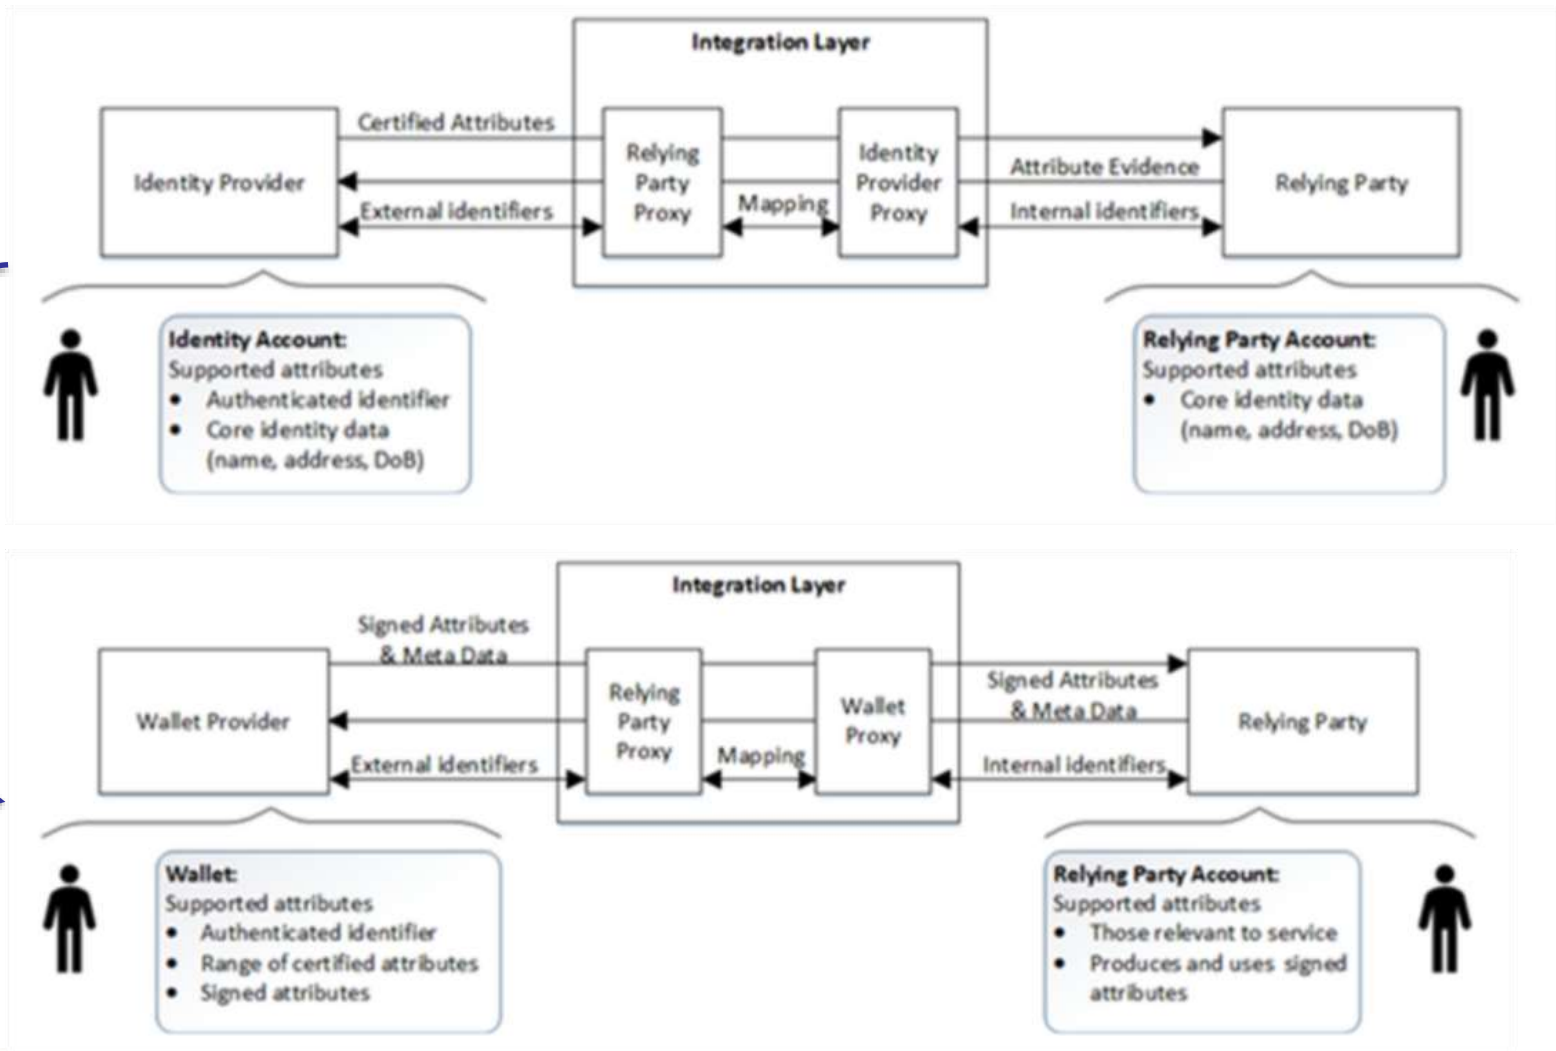 Integration Layer
Certified Attributes
Identity Provider
Relying
Party
Proxy
Identity
Provider
Proxy
Attribute Evidence
Relying Party
External identifiers
Mapping
Internal identifiers
Identity Account:
Supported attributes
• Authenticated identifier
• Core identity data
(name, address, DoB)
Relying Party Account:
Supported attributes
• Core identity data
(name, address, DoB)
Integration Layer
Signed Attributes
& Meta Data
Wallet Provider
Relying
Party
Proxy
Wallet
Proxy
Signed Attributes
& Meta Data
Relying Party
External identifiers
Mapping
Internal identifiers
Wallet:
Supported attributes
• Authenticated identifier
• Range of certified attributes
• Signed attributes
Relying Party Account:
Supported attributes
• Those relevant to service
• Produces and uses signed
attributes